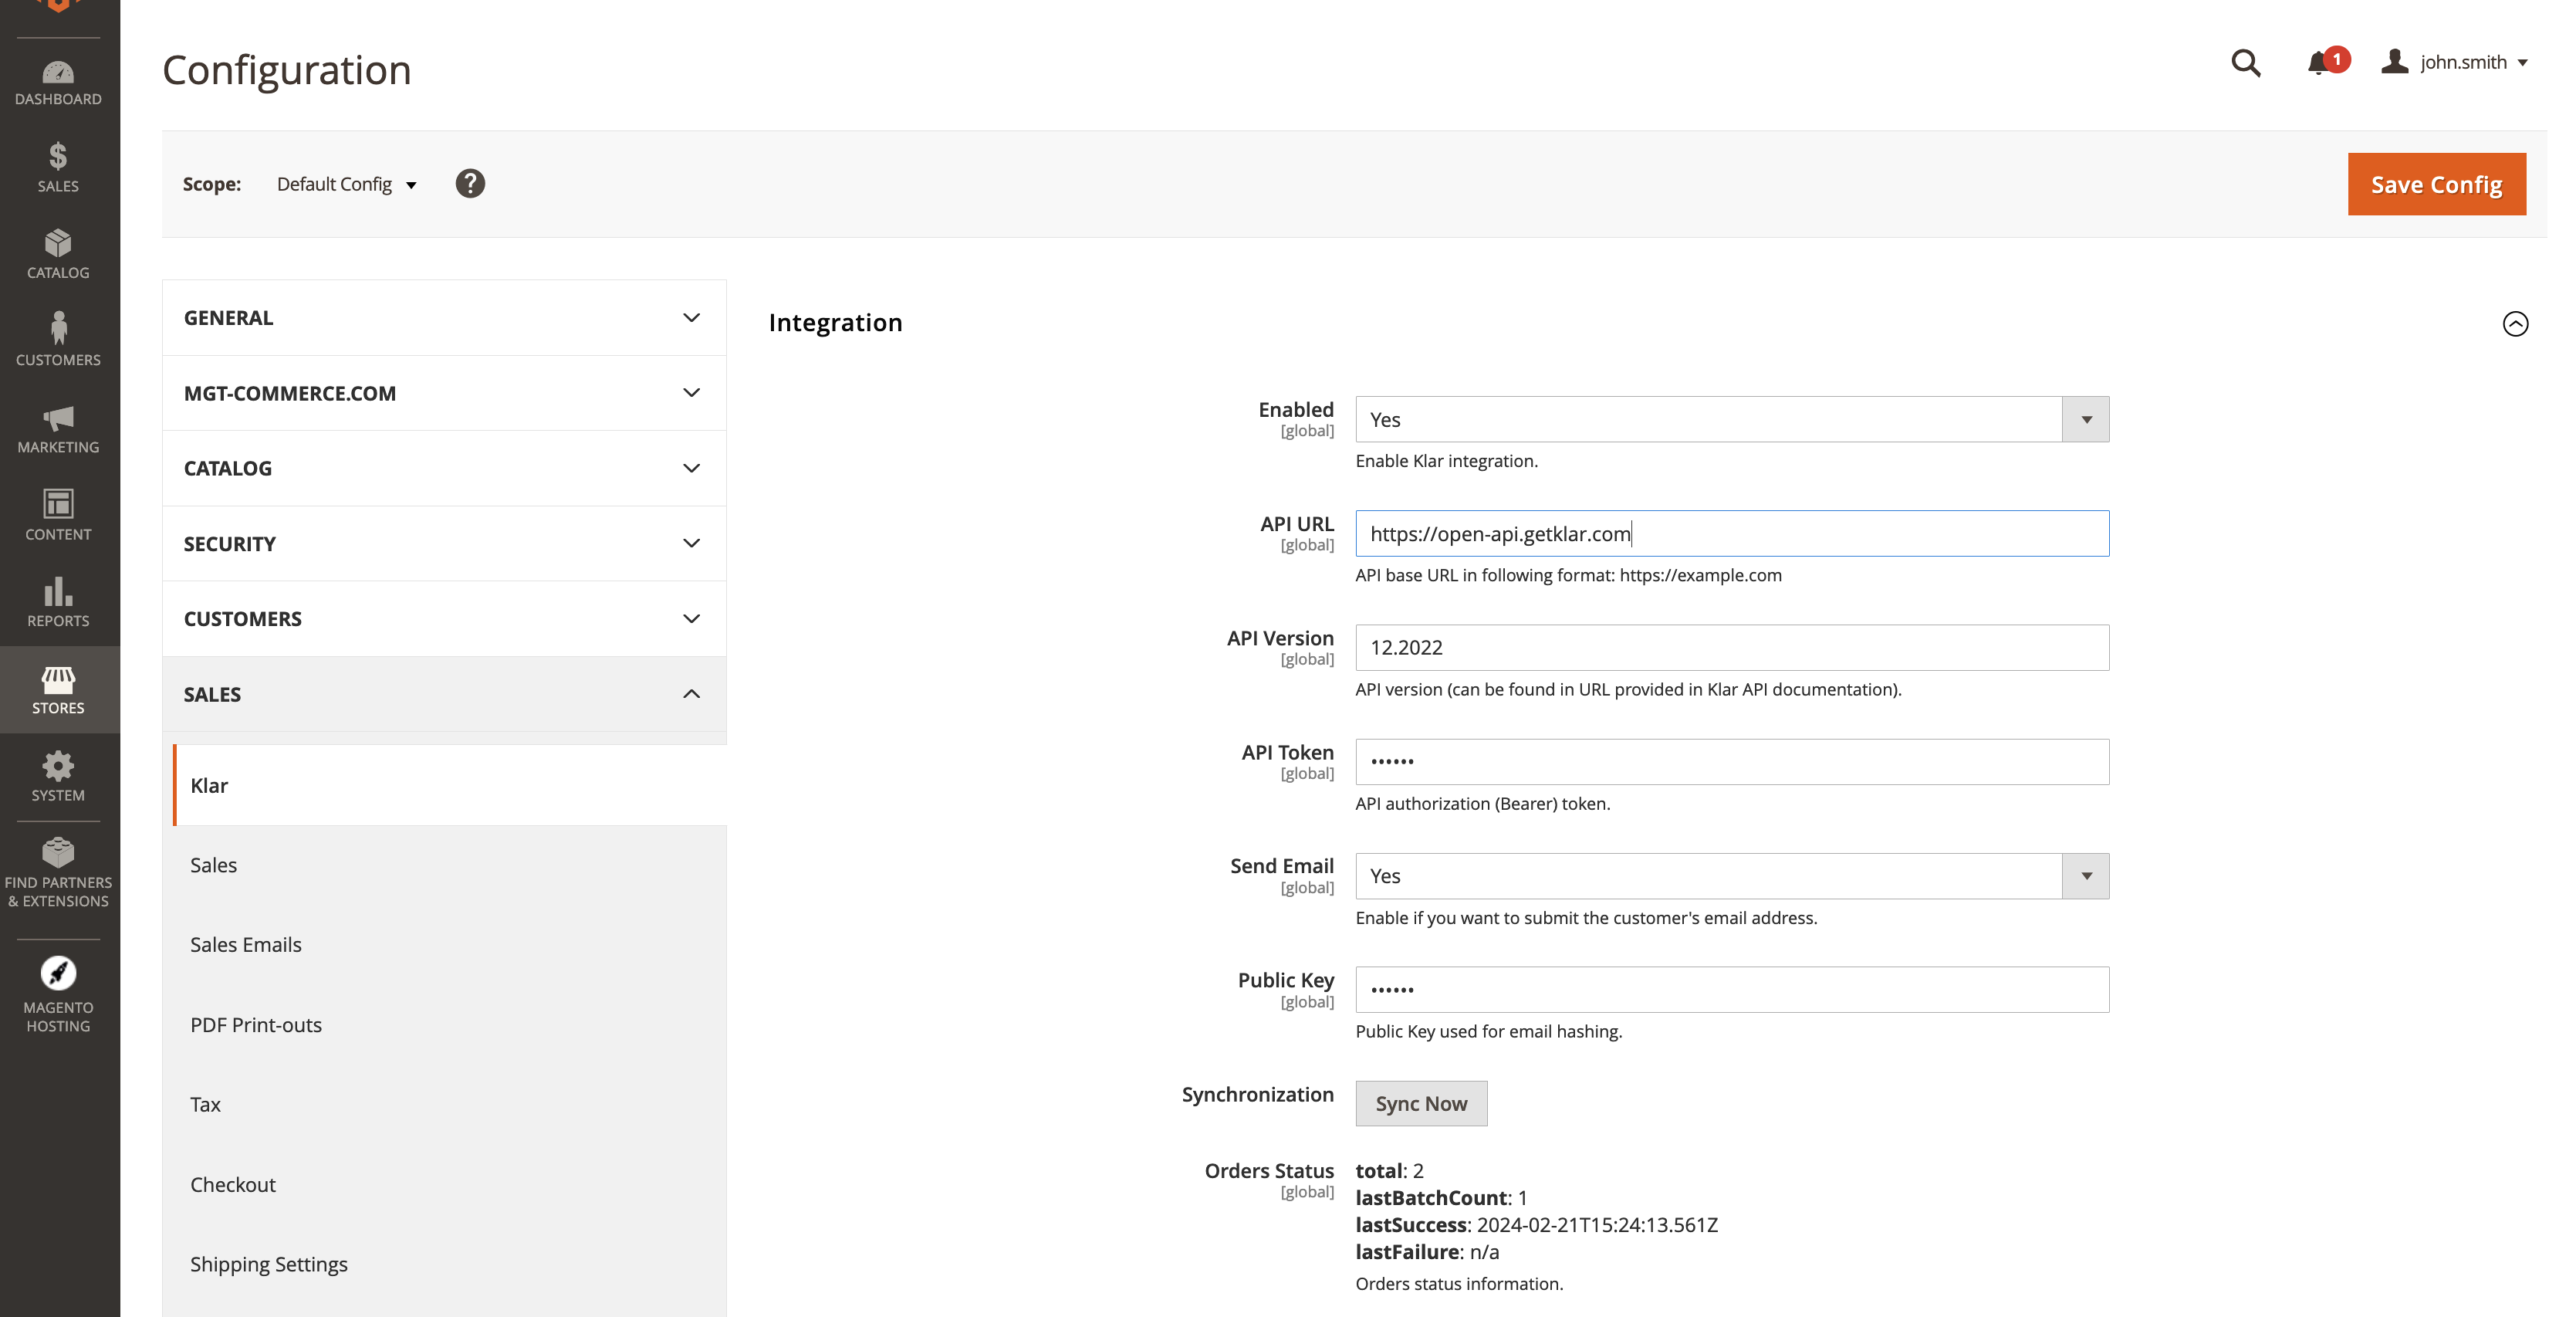 Configuration
1
john.smith
Scope:
Default Config
?
Save Config
DASHBOARD
SALES
CATALOG
CUSTOMERS
MARKETING
CONTENT
REPORTS
STORES
SYSTEM
FIND PARTNERS
& EXTENSIONS
MAGENTO
HOSTING
GENERAL
MGT-COMMERCE.COM
CATALOG
SECURITY
CUSTOMERS
SALES
Klar
Sales
Sales Emails
PDF Print-outs
Tax
Checkout
Shipping Settings
Integration
Enabled
[global]
Yes
Enable Klar integration.
API URL
[global]
https://open-api.getklar.com
API base URL in following format: https://example.com
API Version
[global]
12.2022
API version (can be found in URL provided in Klar API documentation).
API Token
[global]
••••••
API authorization (Bearer) token.
Send Email
[global]
Yes
Enable if you want to submit the customer's email address.
Public Key
[global]
••••••
Public Key used for email hashing.
Synchronization
Sync Now
Orders Status
[global]
total: 2
lastBatchCount: 1
lastSuccess: 2024-02-21T15:24:13.561Z
lastFailure: n/a
Orders status information.